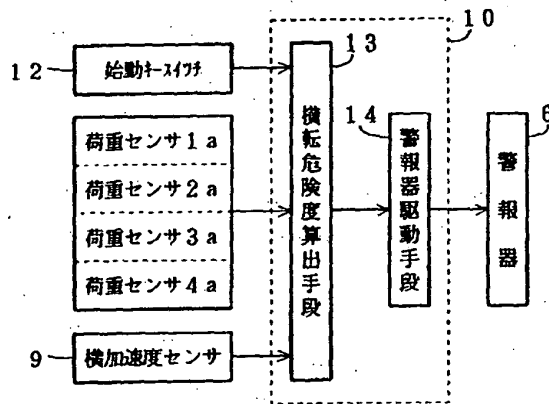 10
13
12
始動キースイッチ
14
6
荷重センサ1a
荷重センサ2a
荷重センサ3a
荷重センサ4a
横転危険度算出手段
警報器駆動手段
警報器
9
横加速度センサ